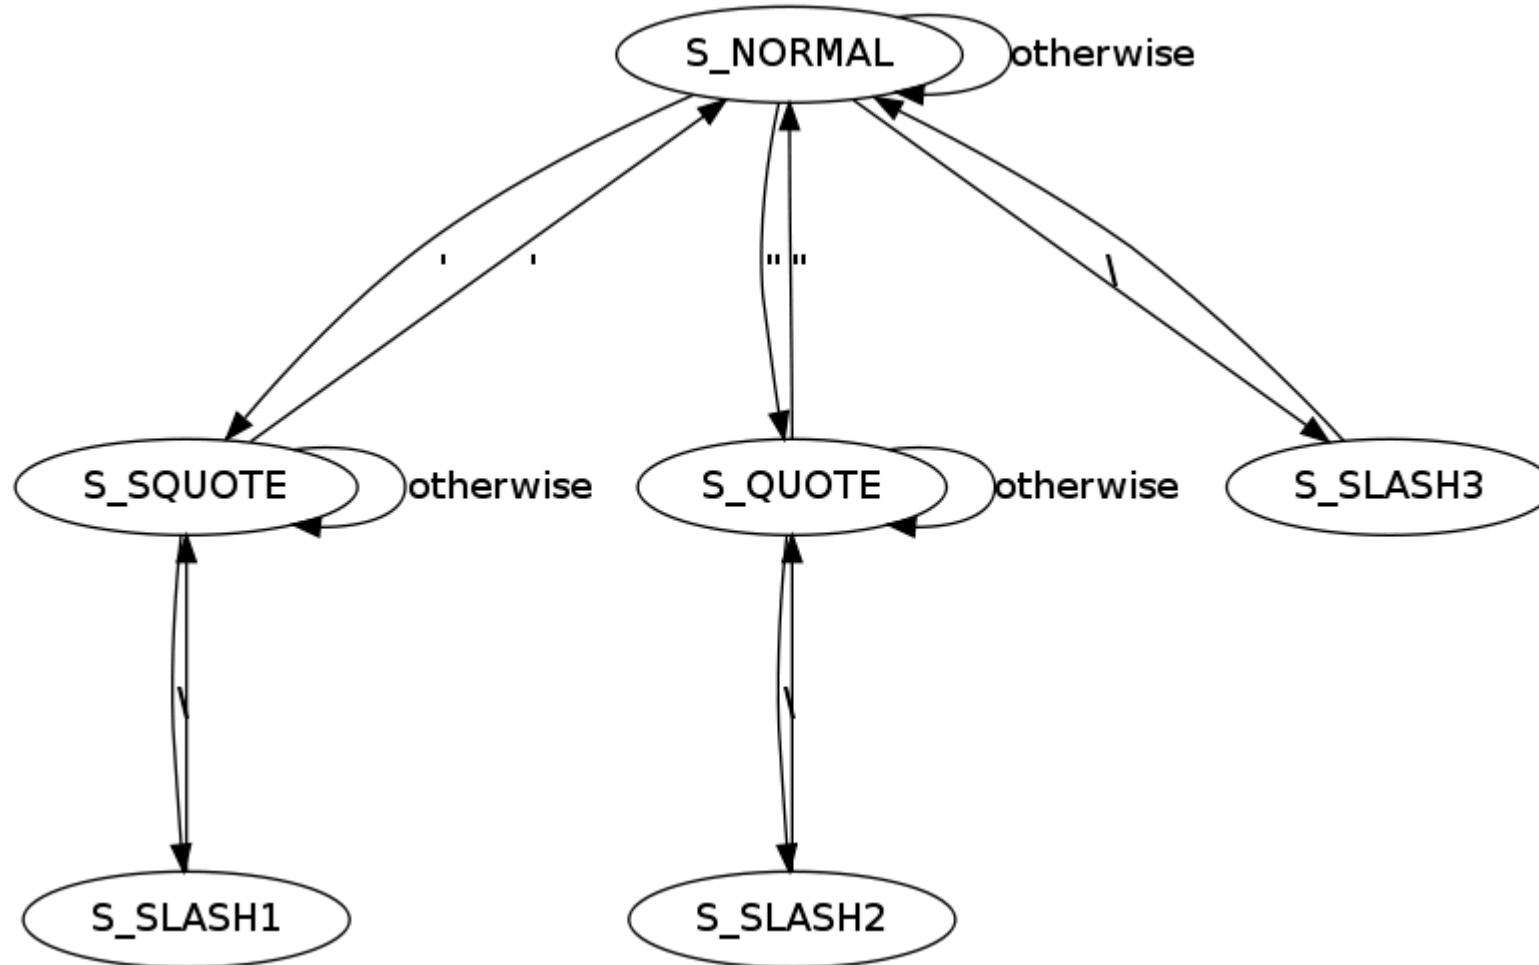 S_NORMAL otherwise
' ' " " \
S_SQUOTE otherwise S_QUOTE otherwise S_SLASH3
\ \
S_SLASH1 S_SLASH2